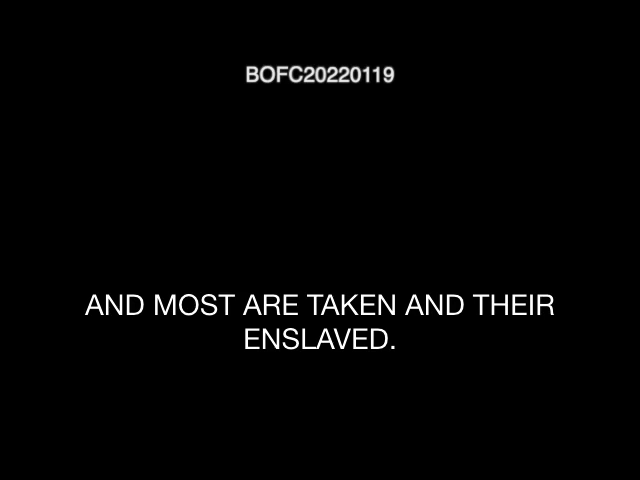 BOFC20220119
AND MOST ARE TAKEN AND THEIR
ENSLAVED.